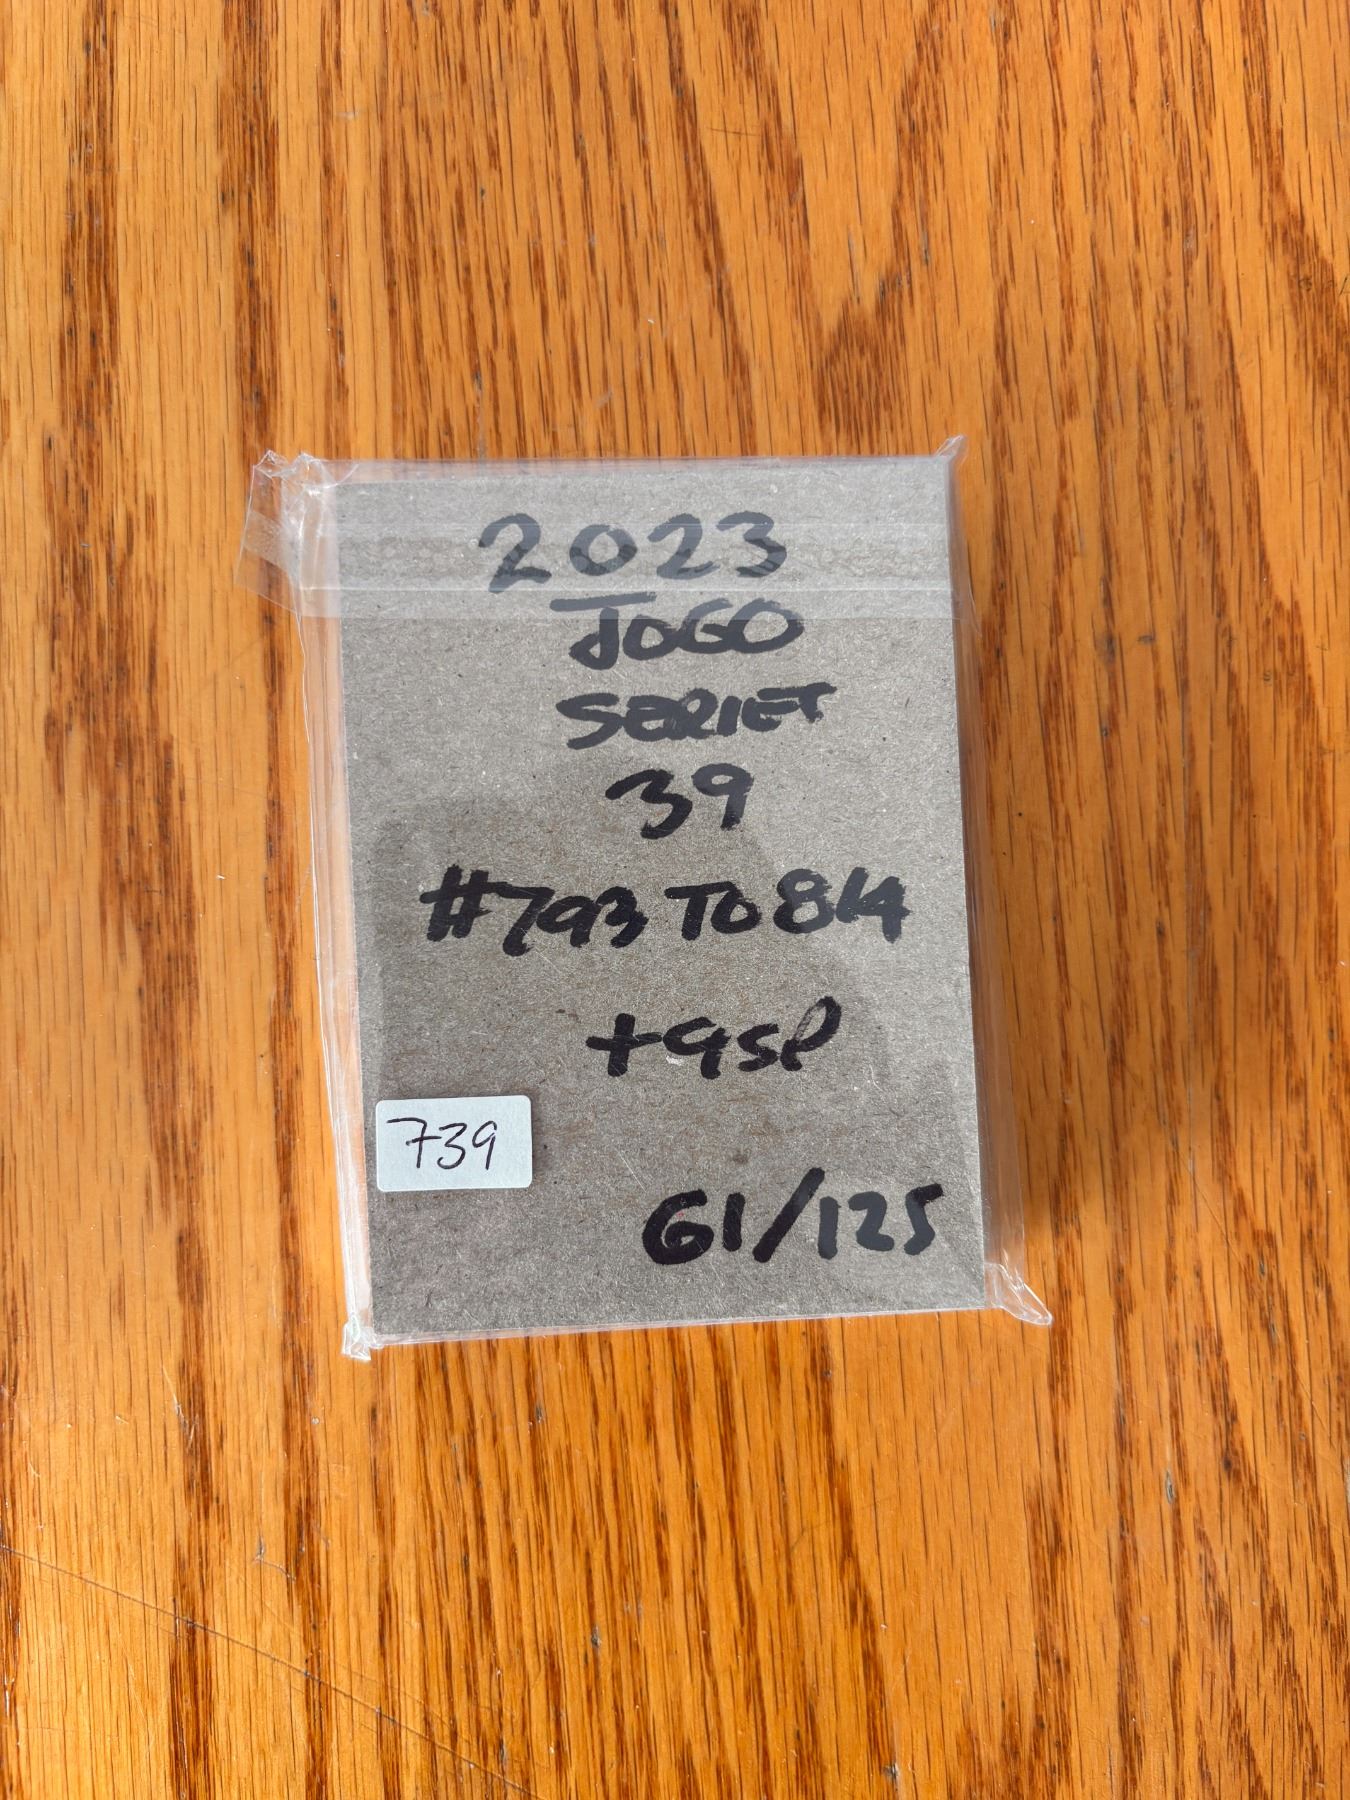 2023
JOGO
SERIES
39
#793 TO 814
+9SP
739
61/125